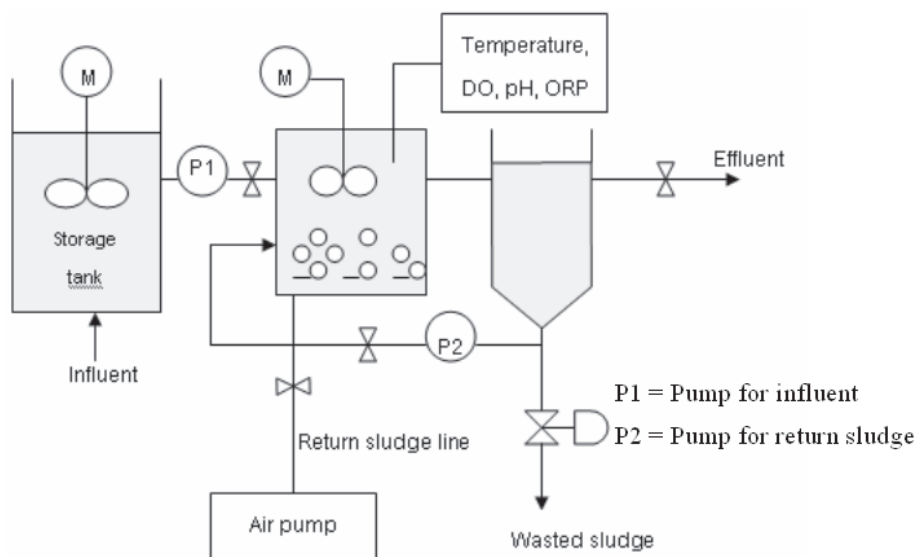 M
M
Temperature,
DO, pH, ORP
P1
Effluent
Storage
tank
P2
Influent
P1 = Pump for influent
P2 = Pump for return sludge
Return sludge line
Air pump
Wasted sludge